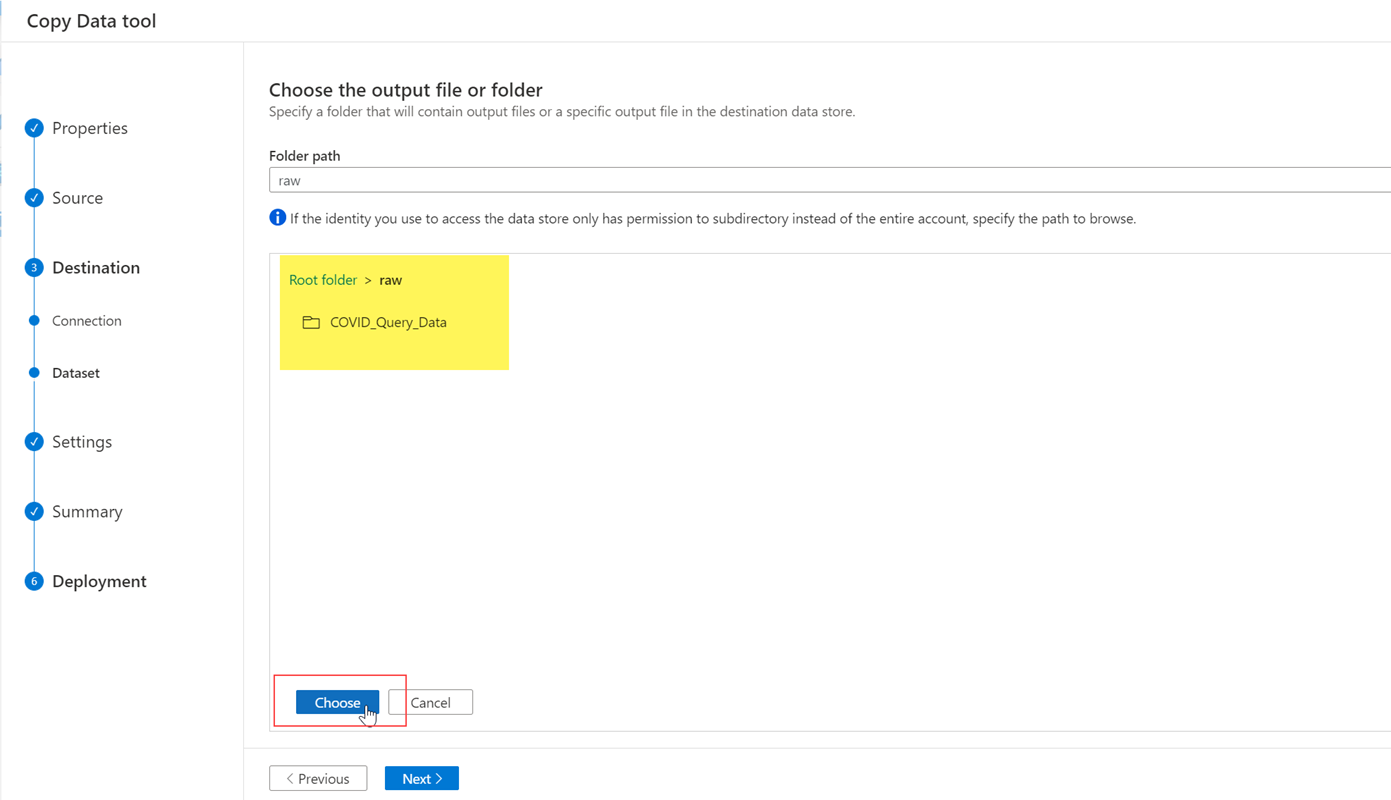 Copy Data tool
Properties
Source
3 Destination
Connection
Dataset
Settings
Summary
6 Deployment
Choose the output file or folder
Specify a folder that will contain output files or a specific output file in the destination data store.
Folder path
raw
If the identity you use to access the data store only has permission to subdirectory instead of the entire account, specify the path to browse.
Root folder > raw
COVID_Query_Data
Choose Cancel
< Previous Next >